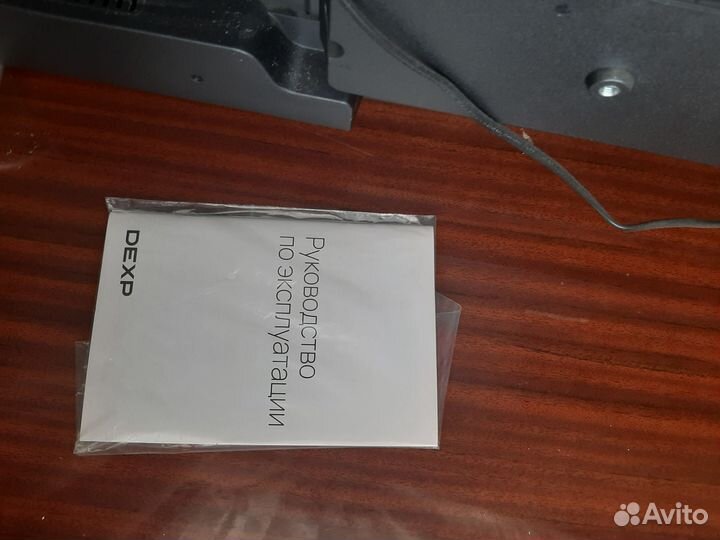 Руководство
по эксплуатации
DEXP
Avito